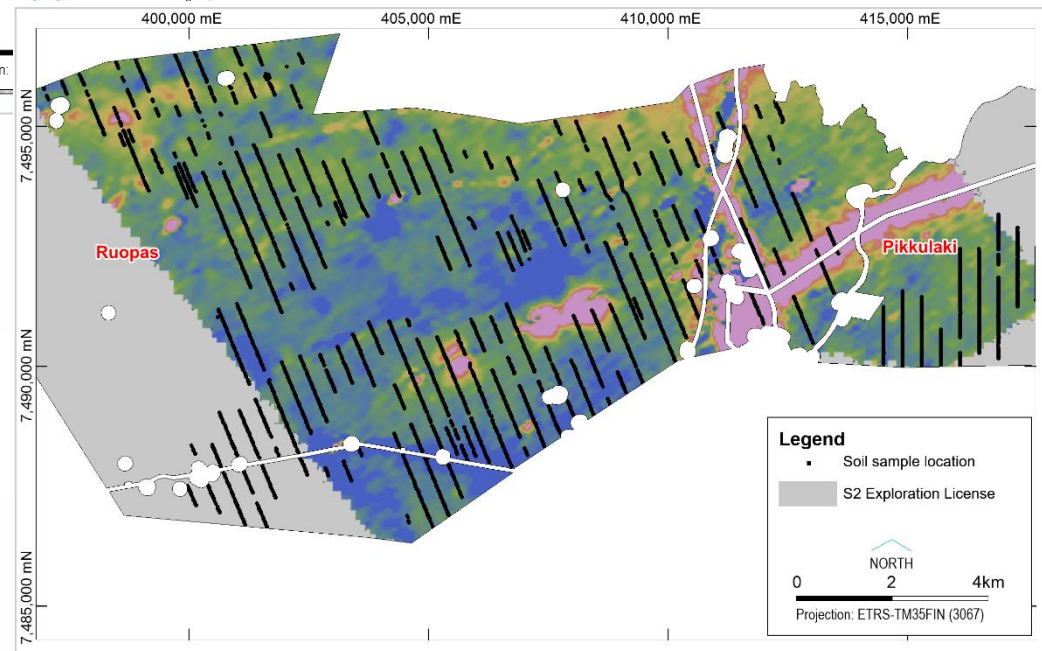 400,000 mE
405,000 mE
410,000 mE
415,000 mE
n:
7,495,000 mN
Ruopas
Pikkulaki
7,490,000 mN
Legend
Soil sample location
S2 Exploration License
NORTH
0
2
4km
Projection: ETRS-TM35FIN (3067)
7,485,000 mN